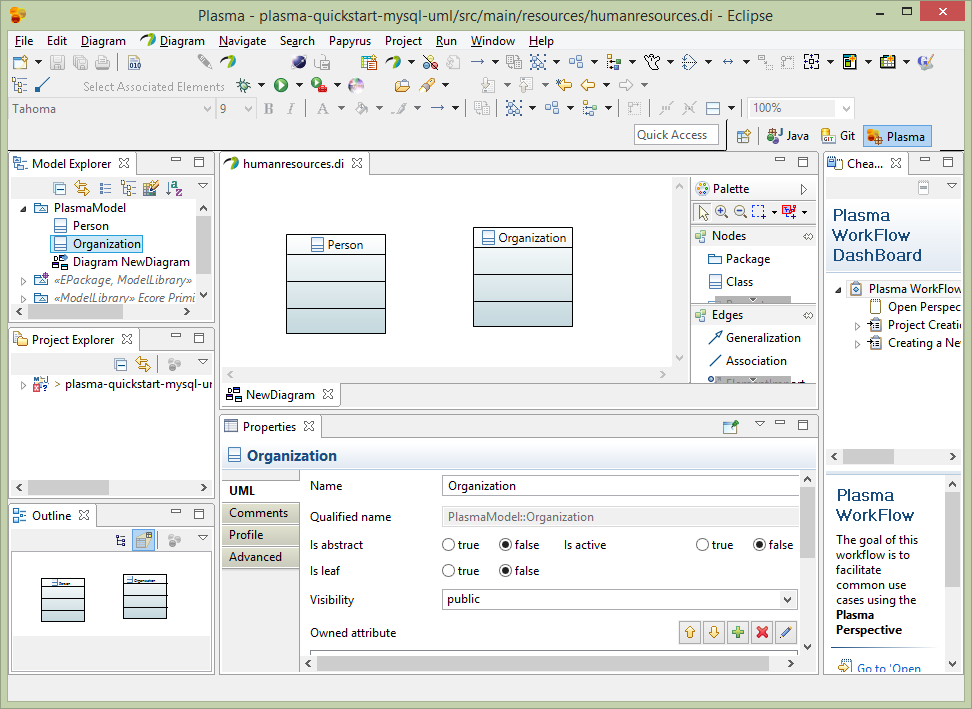 Plasma - plasma-quickstart-mysql-uml/src/main/resources/humanresources.di - Eclipse
File Edit Diagram Diagram Navigate Search Papyrus Project Run Window Help
010
Select Associated Elements
Tahoma 9 B I A 100%
Quick Access Java Git Plasma
Model Explorer
PlasmaModel
Person
Organization
Diagram NewDiagram
«EPackage, ModelLibrary»
«ModelLibrary» Ecore Primi
Project Explorer
> plasma-quickstart-mysql-ur
Outline
Person
Organization
humanresources.di
Person
Organization
Palette
Nodes
Package
Class
Edges
Generalization
Association
NewDiagram
Properties
Organization
UML
Comments
Profile
Advanced
Name Organization
Qualified name PlasmaModel::Organization
Is abstract true false Is active true false
Is leaf true false
Visibility public
Owned attribute
Chea...
Plasma
WorkFlow
DashBoard
Plasma WorkFlow
Open Perspec
Project Creati
Creating a Ne
Plasma
WorkFlow
The goal of this
workflow is to
facilitate
common use
cases using the
Plasma
Perspective
Go to 'Open